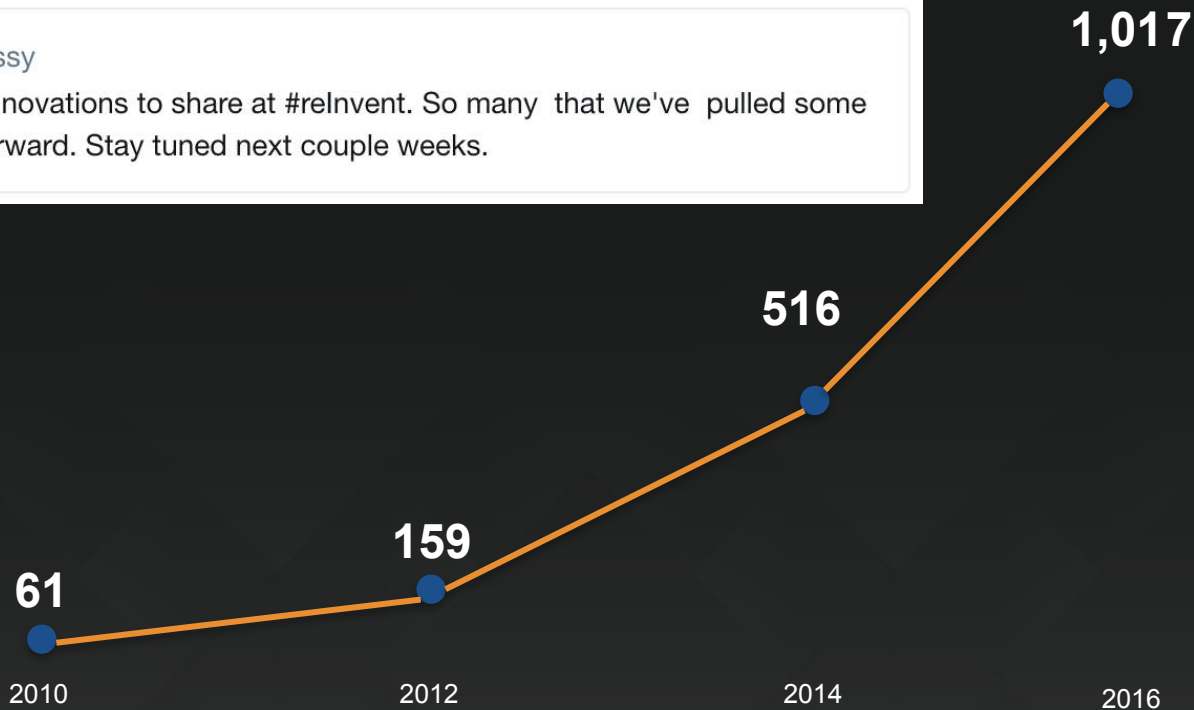 ssy
novations to share at #reInvent. So many that we've pulled some
rward. Stay tuned next couple weeks.
1,017
516
159
61
2010 2012 2014 2016